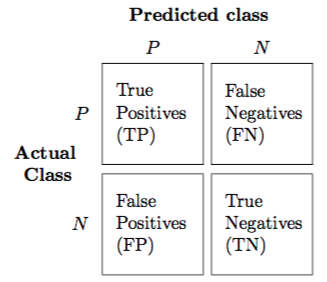 Predicted class
P N
True Positives (TP)
False Negatives (FN)
P
Actual Class
False Positives (FP)
True Negatives (TN)
N